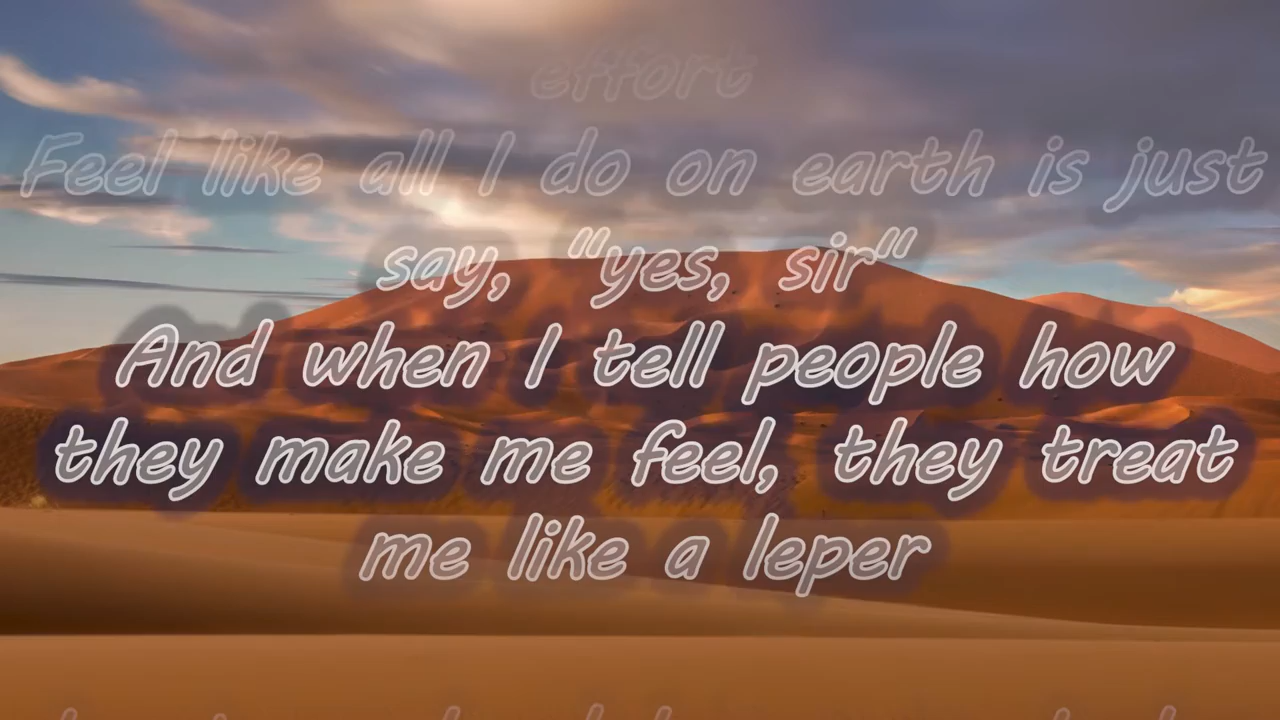 effort
Feel like all I do on earth is just
say, "yes, sir"
And when I tell people how
they make me feel, they treat
me like a leper